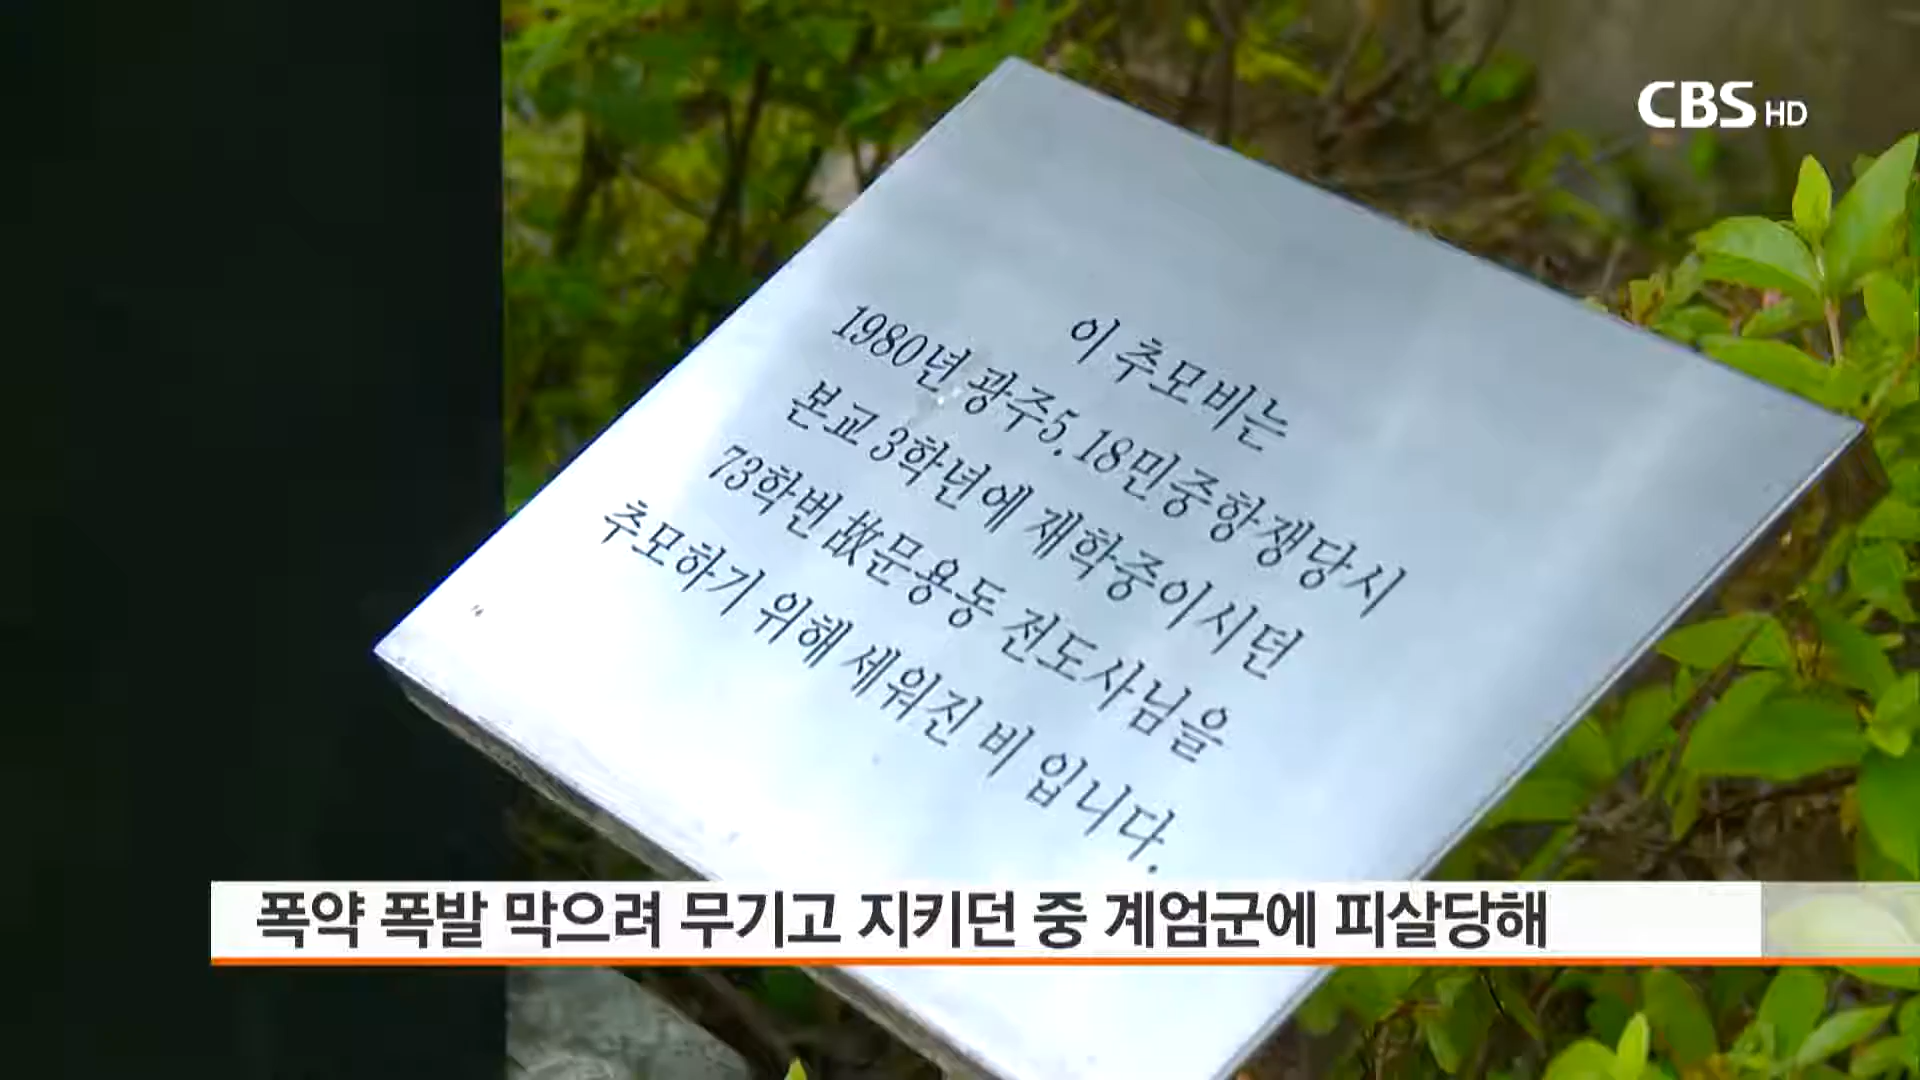 CBS HD
이 추모비는
1980년 광주5.18민중항쟁당시
본교 3학년에 재학중이시던
73학번 故문용동 전도사님을
추모하기 위해 세워진 비 입니다.
폭약 폭발 막으려 무기고 지키던 중 계엄군에 피살당해